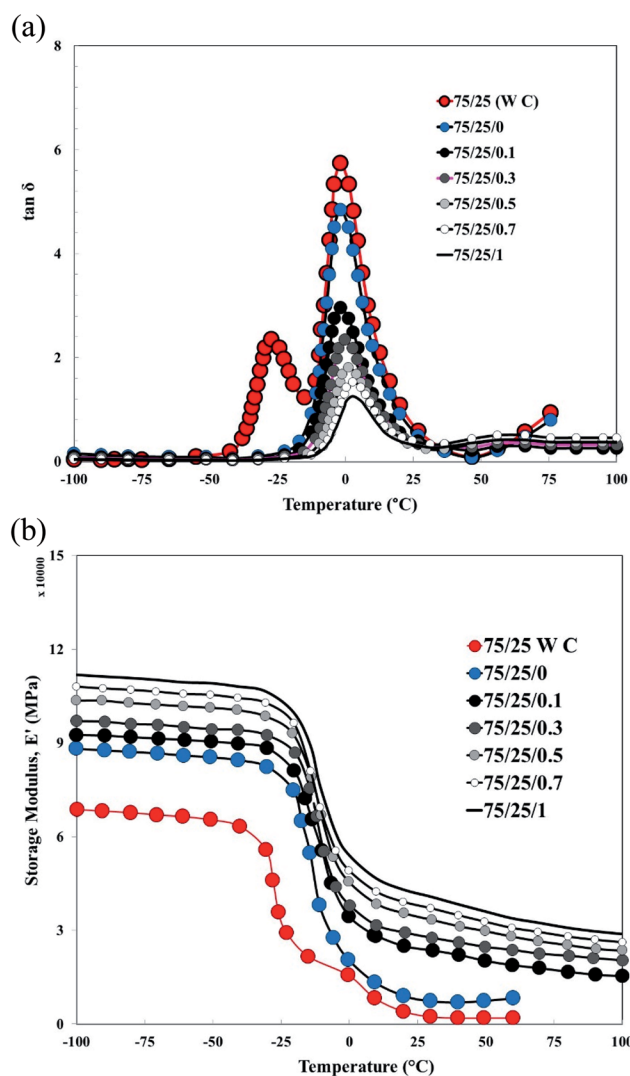 (a)
8
6
4
2
0
tan δ
75/25 (W C)
75/25/0
75/25/0.1
75/25/0.3
75/25/0.5
75/25/0.7
75/25/1
-100 -75 -50 -25 0 25 50 75 100
Temperature (°C)
(b)
x 10000
15
12
9
6
3
0
Storage Modulus, E' (MPa)
75/25 W C
75/25/0
75/25/0.1
75/25/0.3
75/25/0.5
75/25/0.7
75/25/1
-100 -75 -50 -25 0 25 50 75 100
Temperature (°C)